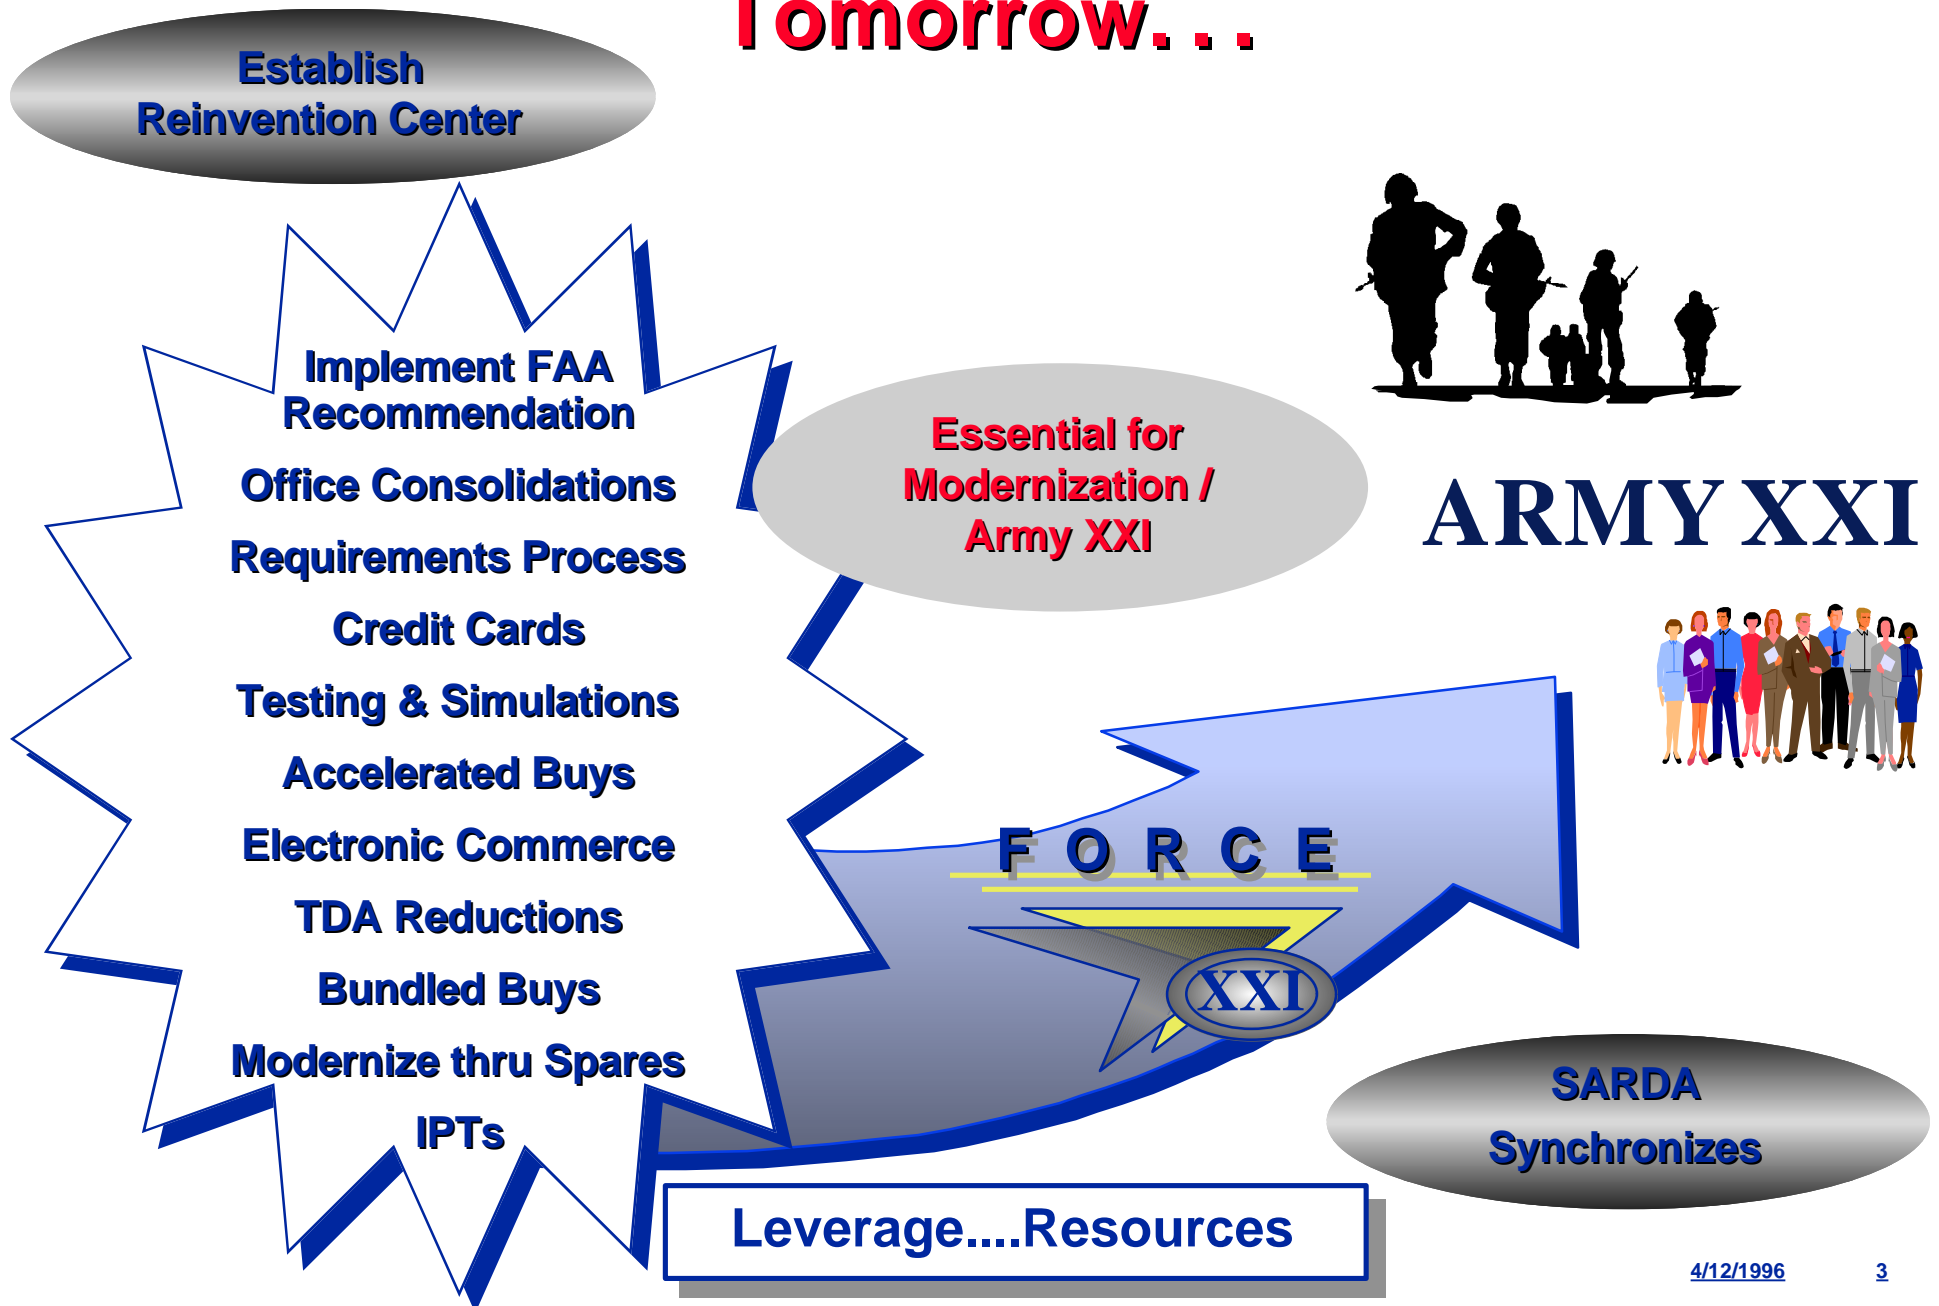 Tomorrow. . .
Establish
Reinvention Center
Implement FAA
Recommendation
Office Consolidations
Requirements Process
Credit Cards
Testing & Simulations
Accelerated Buys
Electronic Commerce
TDA Reductions
Bundled Buys
Modernize thru Spares
IPTs
Essential for
Modernization /
Army XXI
ARMY XXI
F O R C E
XXI
SARDA
Synchronizes
Leverage....Resources
4/12/1996 3